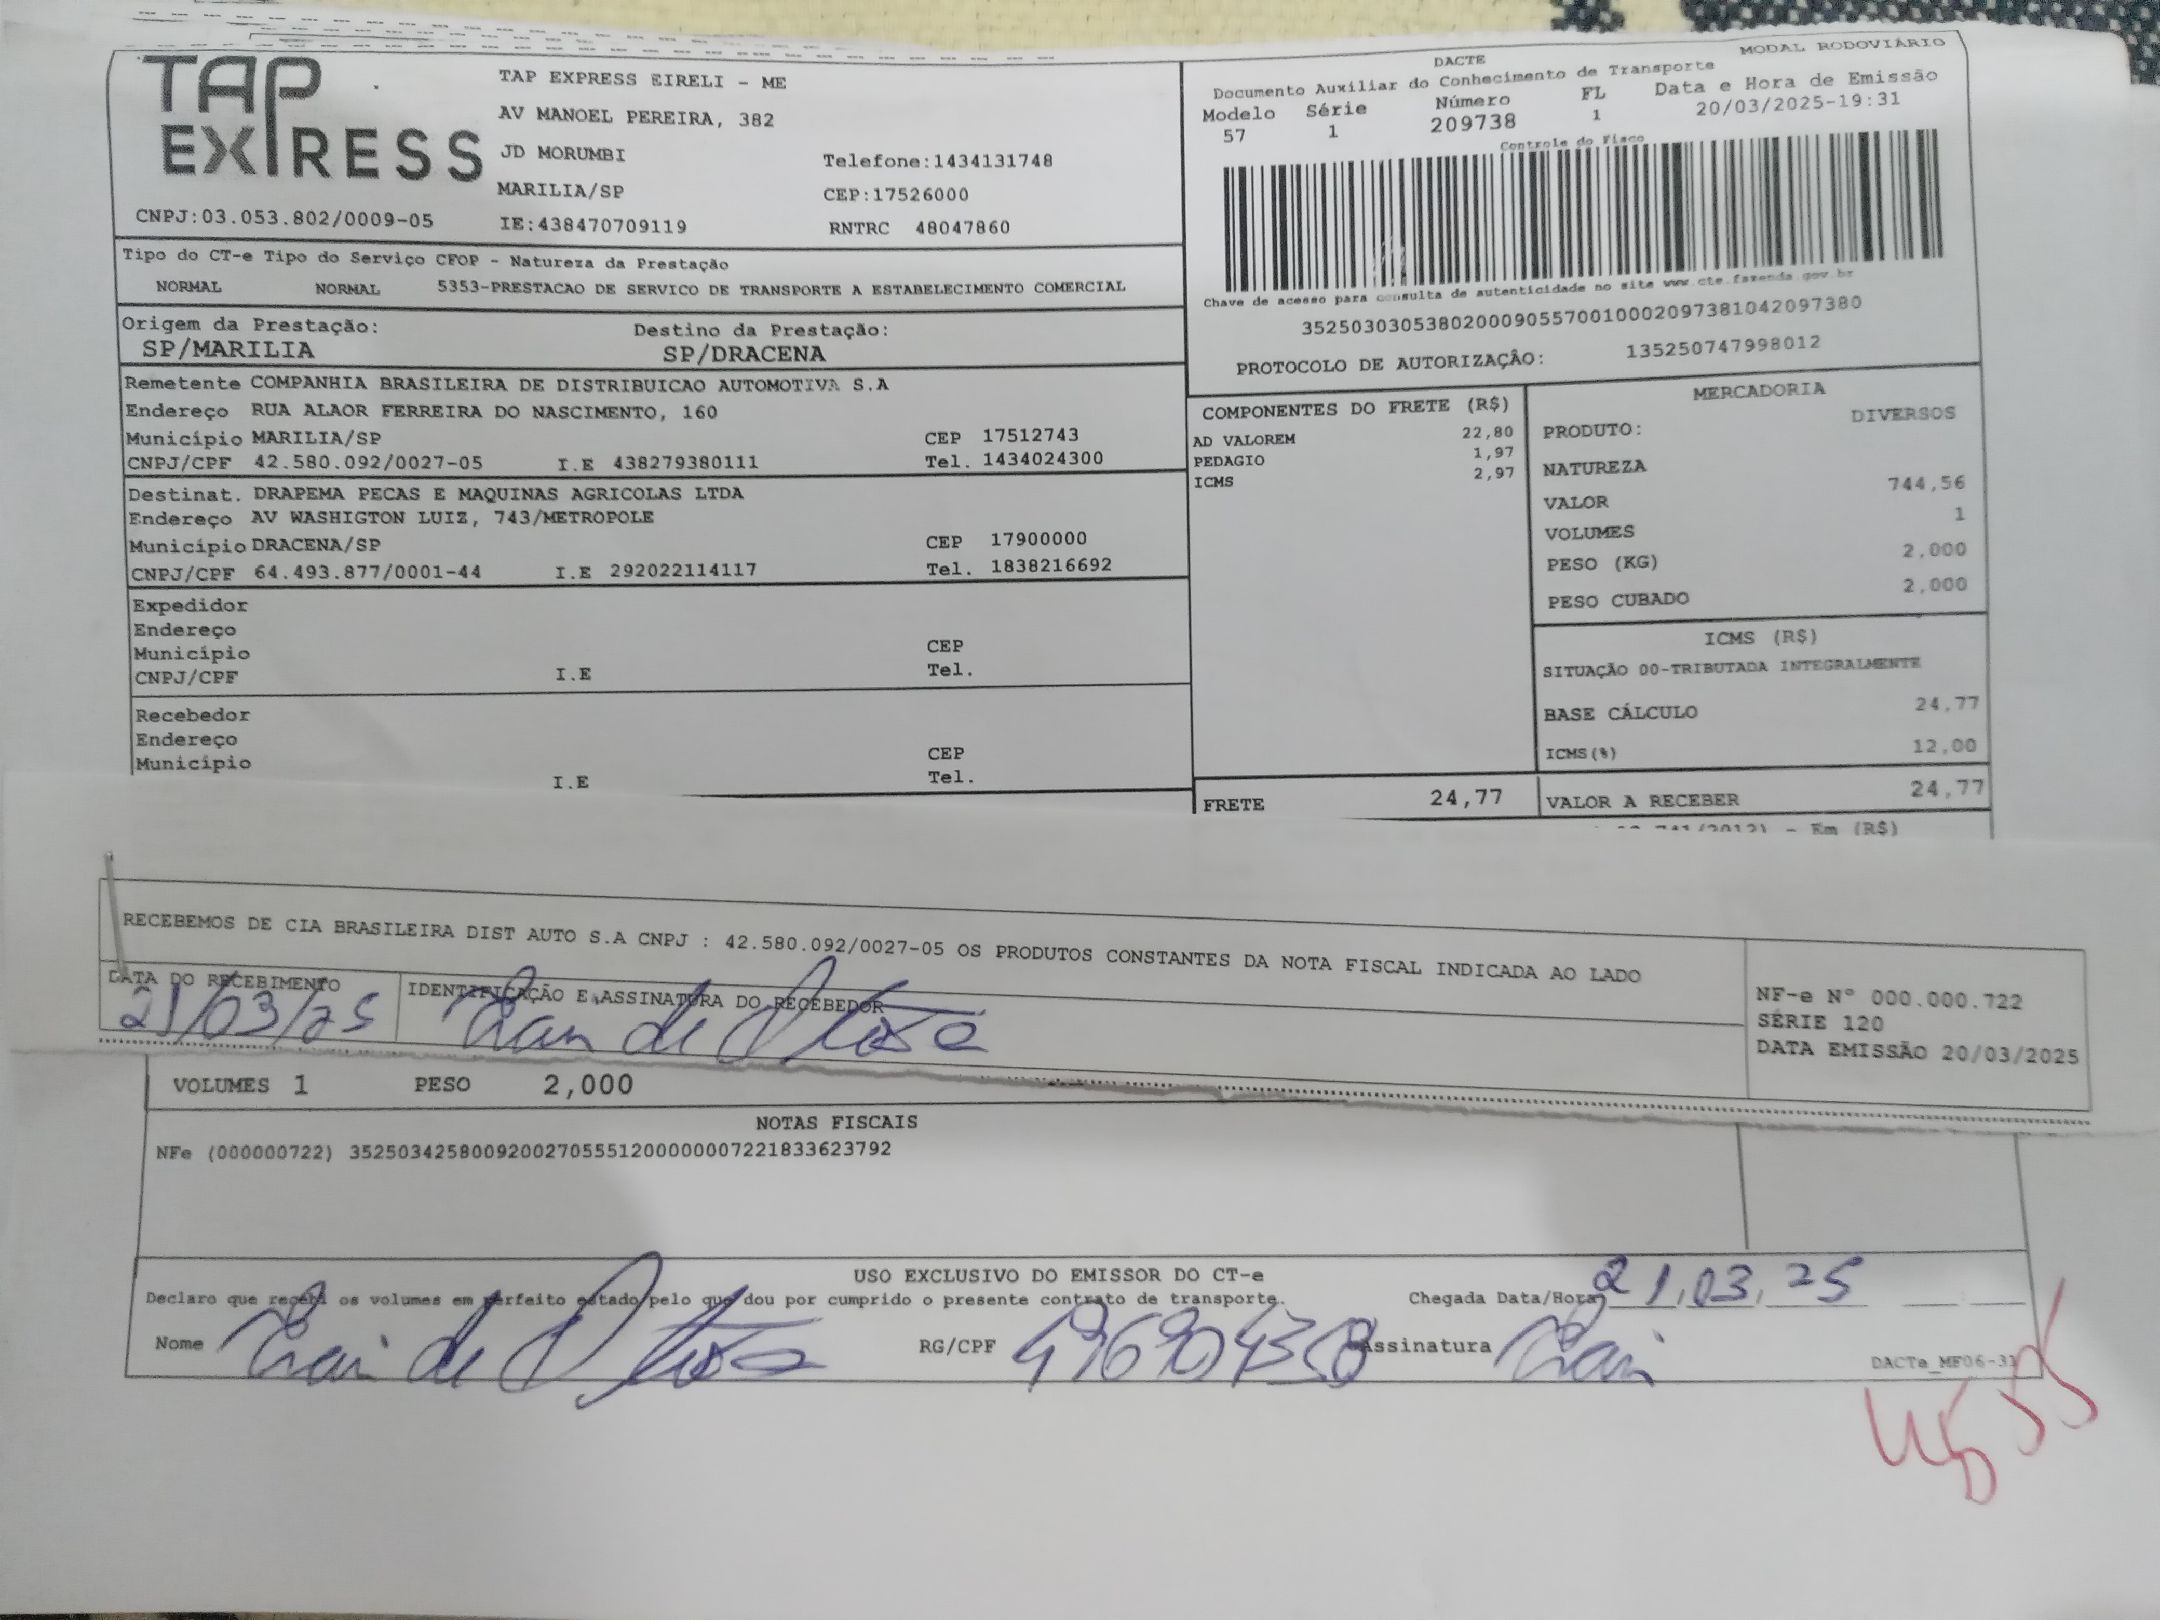 TAP EXPRESS
TAP EXPRESS EIRELI - ME
AV MANOEL PEREIRA, 382
JD MORUMBI Telefone:1434131748
MARILIA/SP CEP:17526000
CNPJ:03.053.802/0009-05 IE:438470709119 RNTRC 48047860
MODAL RODOVIÁRIO
DACTE
Documento Auxiliar do Conhecimento de Transporte
Modelo Série Número FL Data e Hora de Emissão
57 1 209738 1 20/03/2025-19:31
Controle do Fisco
Chave de acesso para consulta de autenticidade no site www.cte.fazenda.gov.br
35250303053802000905570010002097381042097380
PROTOCOLO DE AUTORIZAÇÃO: 135250747998012
Tipo do CT-e Tipo do Serviço CFOP - Natureza da Prestação
NORMAL NORMAL 5353-PRESTACAO DE SERVICO DE TRANSPORTE A ESTABELECIMENTO COMERCIAL
Origem da Prestação: Destino da Prestação:
SP/MARILIA SP/DRACENA
Remetente COMPANHIA BRASILEIRA DE DISTRIBUICAO AUTOMOTIVA S.A
Endereço RUA ALAOR FERREIRA DO NASCIMENTO, 160
Município MARILIA/SP CEP 17512743
CNPJ/CPF 42.580.092/0027-05 I.E 438279380111 Tel. 1434024300
Destinat. DRAPEMA PECAS E MAQUINAS AGRICOLAS LTDA
Endereço AV WASHIGTON LUIZ, 743/METROPOLE
Município DRACENA/SP CEP 17900000
CNPJ/CPF 64.493.877/0001-44 I.E 292022114117 Tel. 1838216692
Expedidor
Endereço
Município CEP
CNPJ/CPF I.E Tel.
Recebedor
Endereço
Município CEP
I.E Tel.
COMPONENTES DO FRETE (R$)
AD VALOREM 22,80
PEDAGIO 1,97
ICMS 2,97
MERCADORIA
PRODUTO: DIVERSOS
NATUREZA
VALOR 744,56
VOLUMES 1
PESO (KG) 2,000
PESO CUBADO 2,000
ICMS (R$)
SITUAÇÃO 00-TRIBUTADA INTEGRALMENTE
BASE CÁLCULO 24,77
ICMS(%) 12,00
FRETE 24,77 VALOR A RECEBER 24,77
741/2012) - Em (R$)
RECEBEMOS DE CIA BRASILEIRA DIST AUTO S.A CNPJ : 42.580.092/0027-05 OS PRODUTOS CONSTANTES DA NOTA FISCAL INDICADA AO LADO
DATA DO RECEBIMENTO IDENTIFICAÇÃO E ASSINATURA DO RECEBEDOR
21/03/25
NF-e N° 000.000.722
SÉRIE 120
DATA EMISSÃO 20/03/2025
VOLUMES 1 PESO 2,000
NOTAS FISCAIS
NFe (000000722) 35250342580092002705551200000007221833623792
USO EXCLUSIVO DO EMISSOR DO CT-e
Declaro que recebi os volumes em perfeito estado pelo que dou por cumprido o presente contrato de transporte. Chegada Data/Hora 21.03.25
Nome RG/CPF Assinatura
DACTe_MF06-31